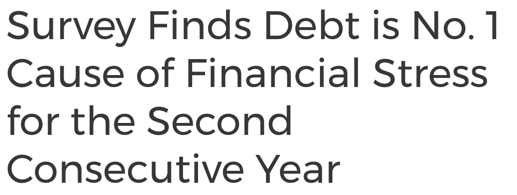 Survey Finds Debt is No. 1
Cause of Financial Stress
for the Second
Consecutive Year